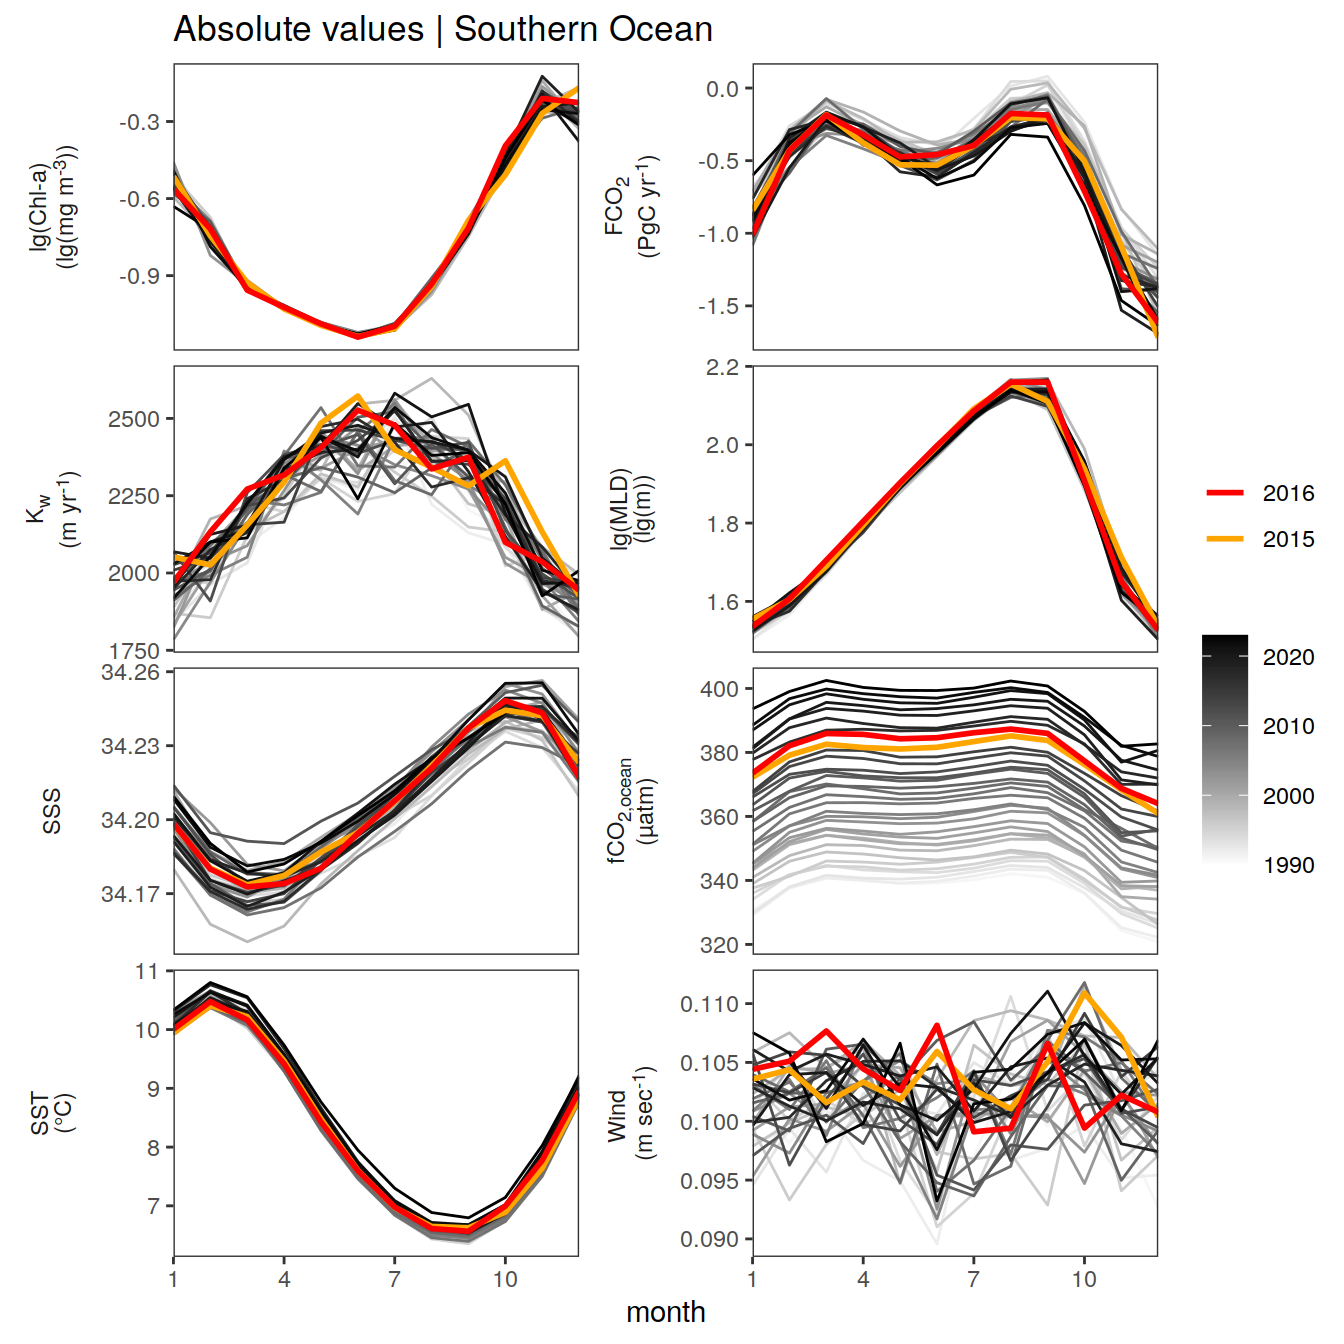 Absolute values | Southern Ocean
lg(Chl-a)
(lg(mg m⁻³))
-0.3
-0.6
-0.9
FCO₂
(PgC yr⁻¹)
0.0
-0.5
-1.0
-1.5
K_w
(m yr⁻¹)
2500
2250
2000
1750
lg(MLD)
(lg(m))
2.2
2.0
1.8
1.6
SSS
34.26
34.23
34.20
34.17
fCO₂,ocean
(µatm)
400
380
360
340
320
SST
(°C)
11
10
9
8
7
1 4 7 10
Wind
(m sec⁻¹)
0.110
0.105
0.100
0.095
0.090
1 4 7 10
month
2016
2015
2020
2010
2000
1990